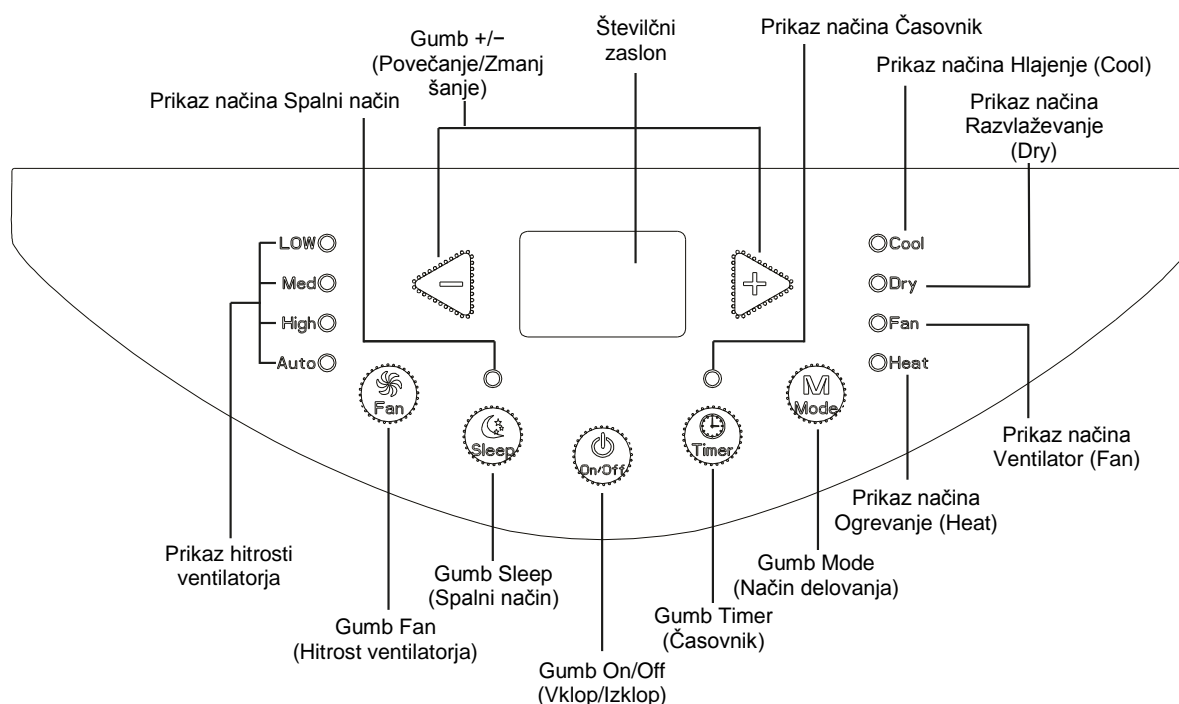 Gumb +/−
(Povečanje/Zmanj
šanje)
Številčni
zaslon
Prikaz načina Časovnik
Prikaz načina Hlajenje (Cool)
Prikaz načina Spalni način
Prikaz načina
Razvlaževanje
(Dry)
LOW
Med
High
Auto
−
+
Cool
Dry
Fan
Heat
Fan
Sleep
On/Off
Timer
M
Mode
Prikaz hitrosti
ventilatorja
Gumb Fan
(Hitrost ventilatorja)
Gumb Sleep
(Spalni način)
Gumb On/Off
(Vklop/Izklop)
Gumb Timer
(Časovnik)
Gumb Mode
(Način delovanja)
Prikaz načina
Ogrevanje (Heat)
Prikaz načina
Ventilator (Fan)